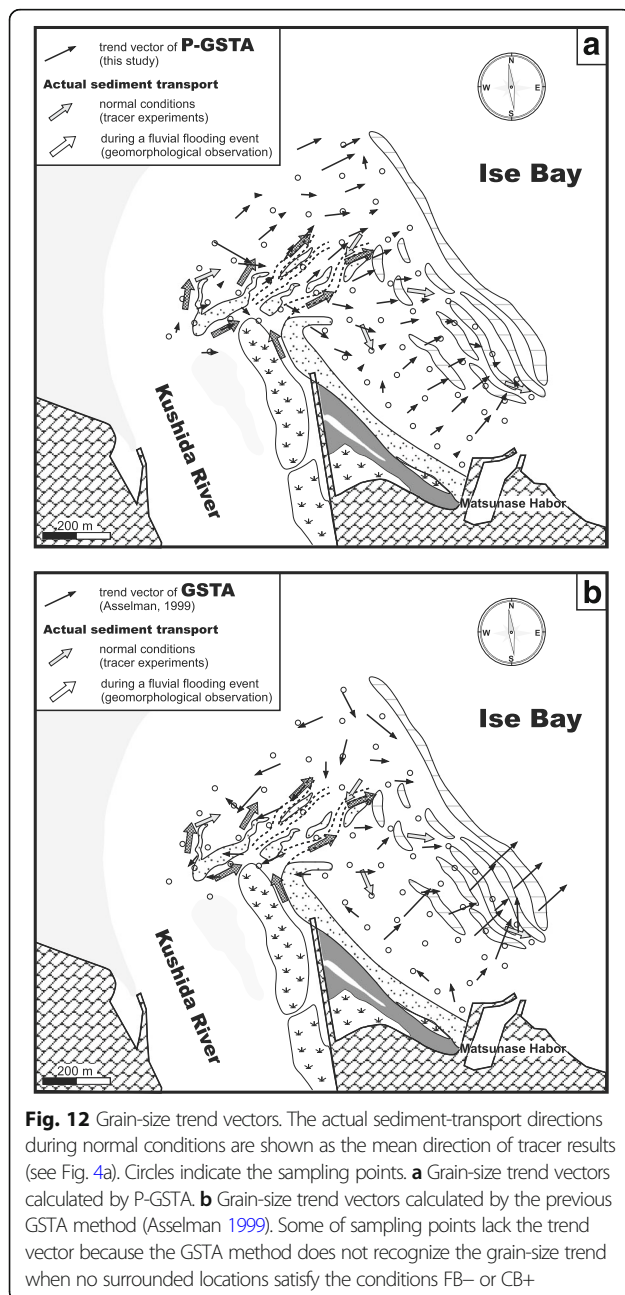 a
trend vector of P-GSTA
(this study)
Actual sediment transport
normal conditions
(tracer experiments)
during a fluvial flooding event
(geomorphological observation)
N
W E
S
Ise Bay
Kushida River
Matsunase Habor
200 m
b
trend vector of GSTA
(Asselman, 1999)
Actual sediment transport
normal conditions
(tracer experiments)
during a fluvial flooding event
(geomorphological observation)
N
W E
S
Ise Bay
Kushida River
Matsunase Habor
200 m
Fig. 12 Grain-size trend vectors. The actual sediment-transport directions
during normal conditions are shown as the mean direction of tracer results
(see Fig. 4a). Circles indicate the sampling points. a Grain-size trend vectors
calculated by P-GSTA. b Grain-size trend vectors calculated by the previous
GSTA method (Asselman 1999). Some of sampling points lack the trend
vector because the GSTA method does not recognize the grain-size trend
when no surrounded locations satisfy the conditions FB− or CB+